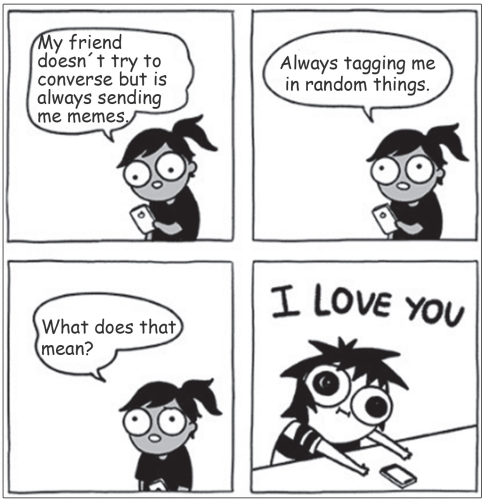 My friend
doesn´t try to
converse but is
always sending
me memes.
Always tagging me
in random things.
What does that
mean?
I LOVE YOU